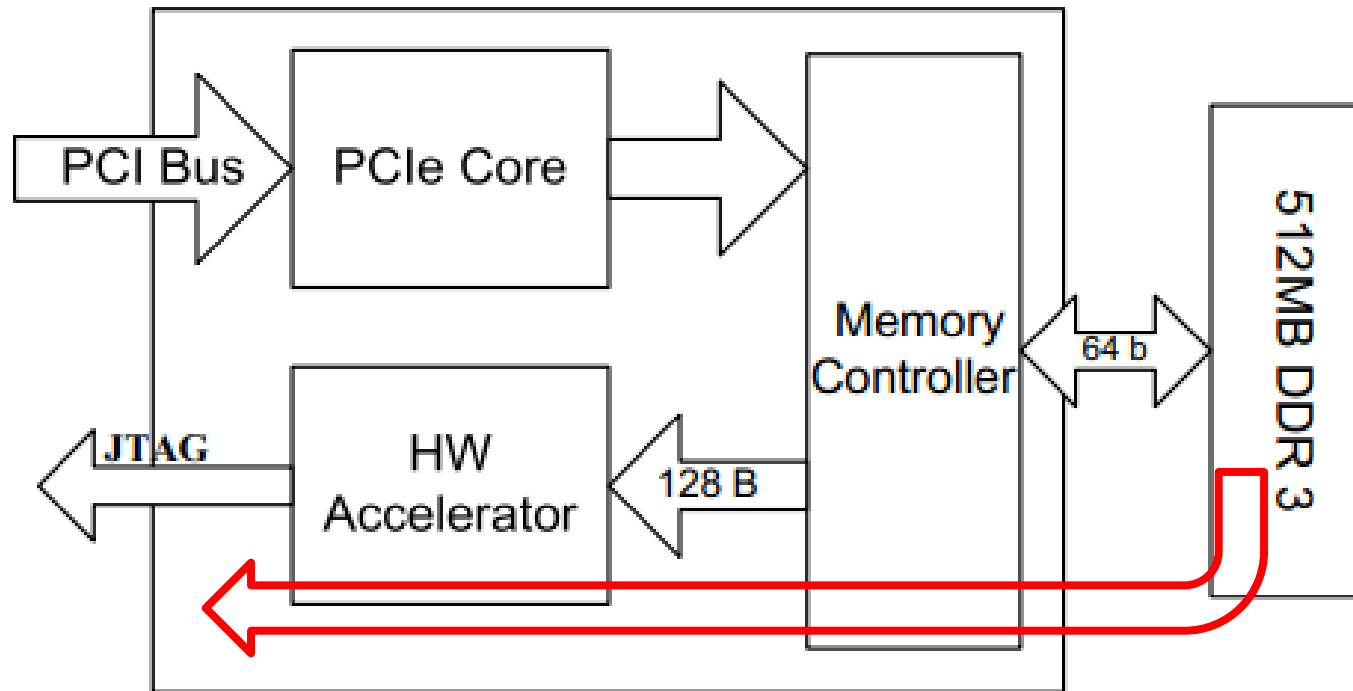 PCI Bus
PCIe Core
Memory
Controller
64 b
512MB DDR 3
JTAG
HW
Accelerator
128 B